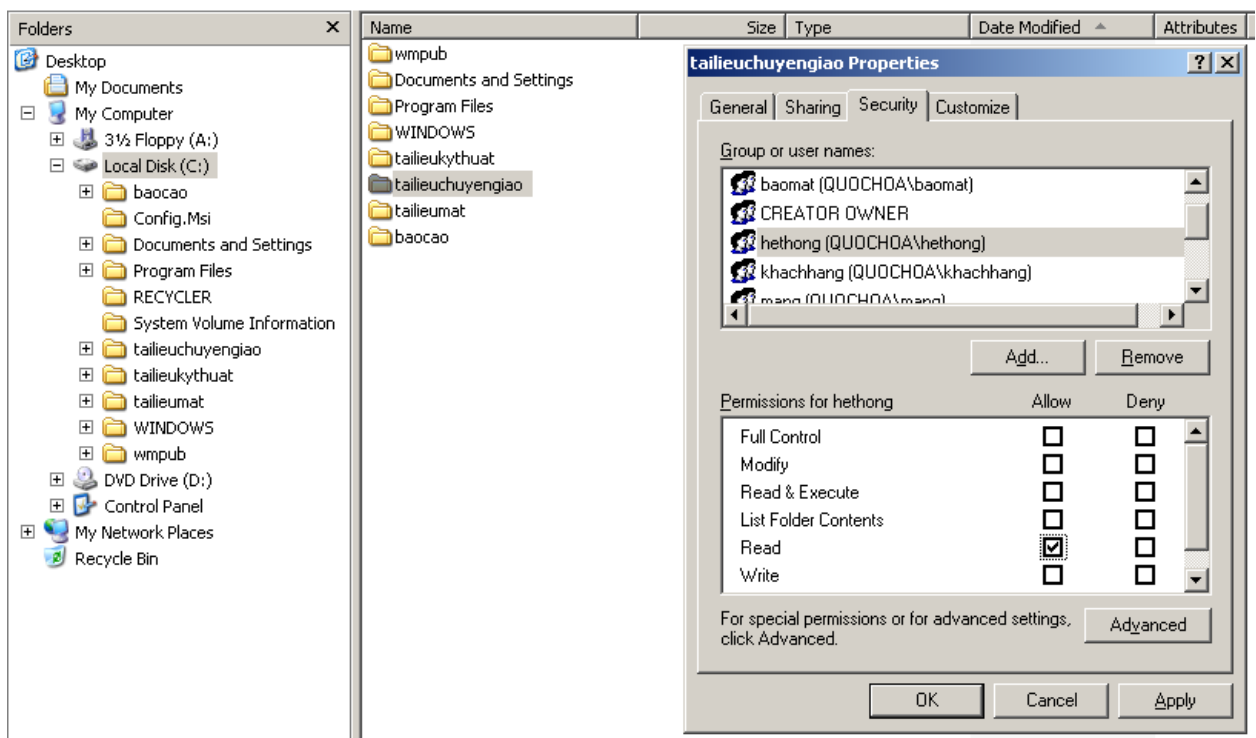 Folders
Desktop
My Documents
My Computer
3½ Floppy (A:)
Local Disk (C:)
baocao
Config.Msi
Documents and Settings
Program Files
RECYCLER
System Volume Information
tailieuchuyengiao
tailieukythuat
tailieumat
WINDOWS
wmpub
DVD Drive (D:)
Control Panel
My Network Places
Recycle Bin
Name Size Type Date Modified Attributes
wmpub
Documents and Settings
Program Files
WINDOWS
tailieukythuat
tailieuchuyengiao
tailieumat
baocao
tailieuchuyengiao Properties
General Sharing Security Customize
Group or user names:
baomat (QUOCHOA\baomat)
CREATOR OWNER
hethong (QUOCHOA\hethong)
khachhang (QUOCHOA\khachhang)
mang (QUOCHOA\mang)
Add... Remove
Permissions for hethong Allow Deny
Full Control
Modify
Read & Execute
List Folder Contents
Read
Write
For special permissions or for advanced settings,
click Advanced.
Advanced
OK Cancel Apply